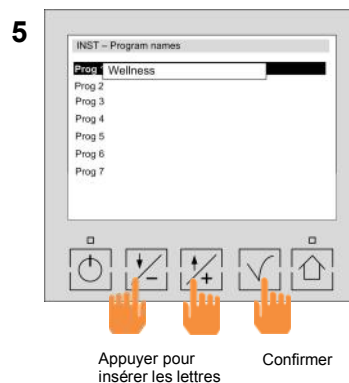 5
INST – Program names
Prog 1 Wellness
Prog 2
Prog 3
Prog 4
Prog 5
Prog 6
Prog 7
Appuyer pour
insérer les lettres
Confirmer